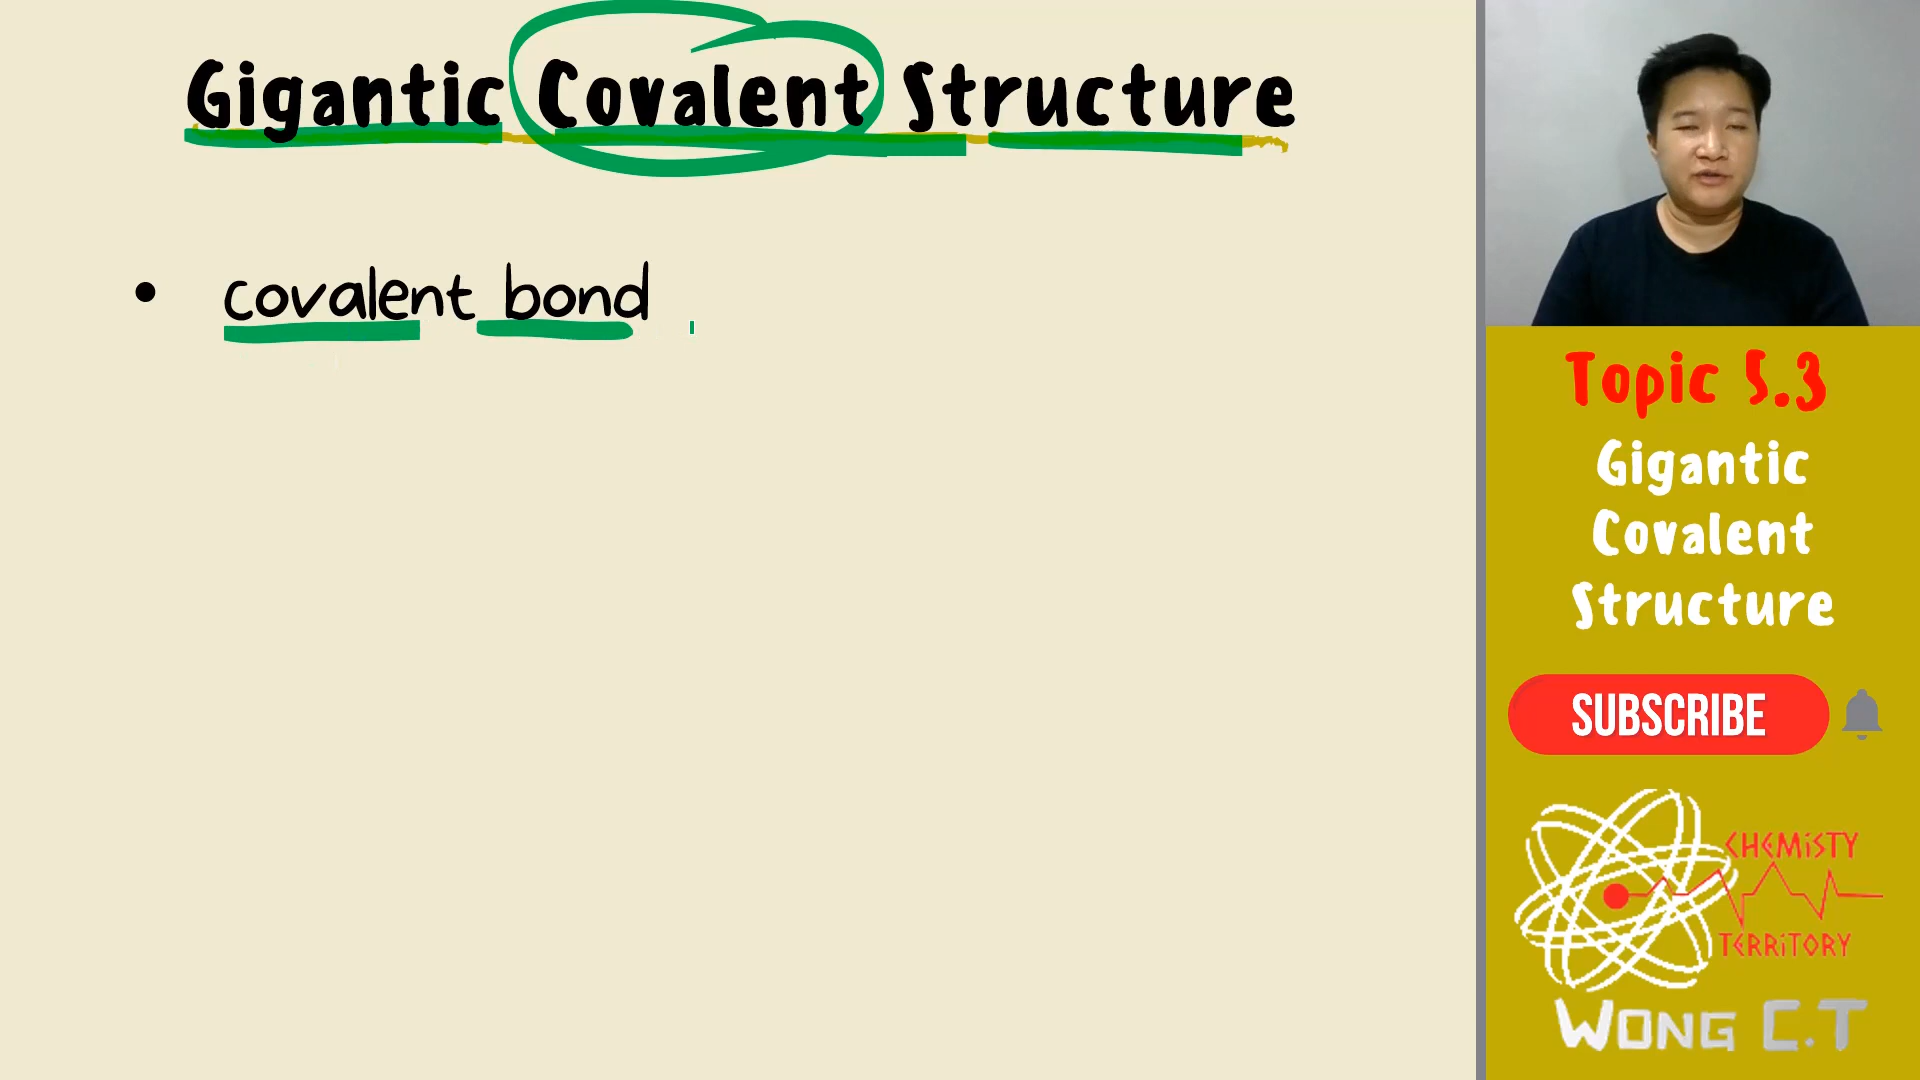 Gigantic Covalent Structure
• covalent bond
Topic 5.3
Gigantic
Covalent
Structure
SUBSCRIBE
CHEMiSTY
TERRiTORY
WONG C.T